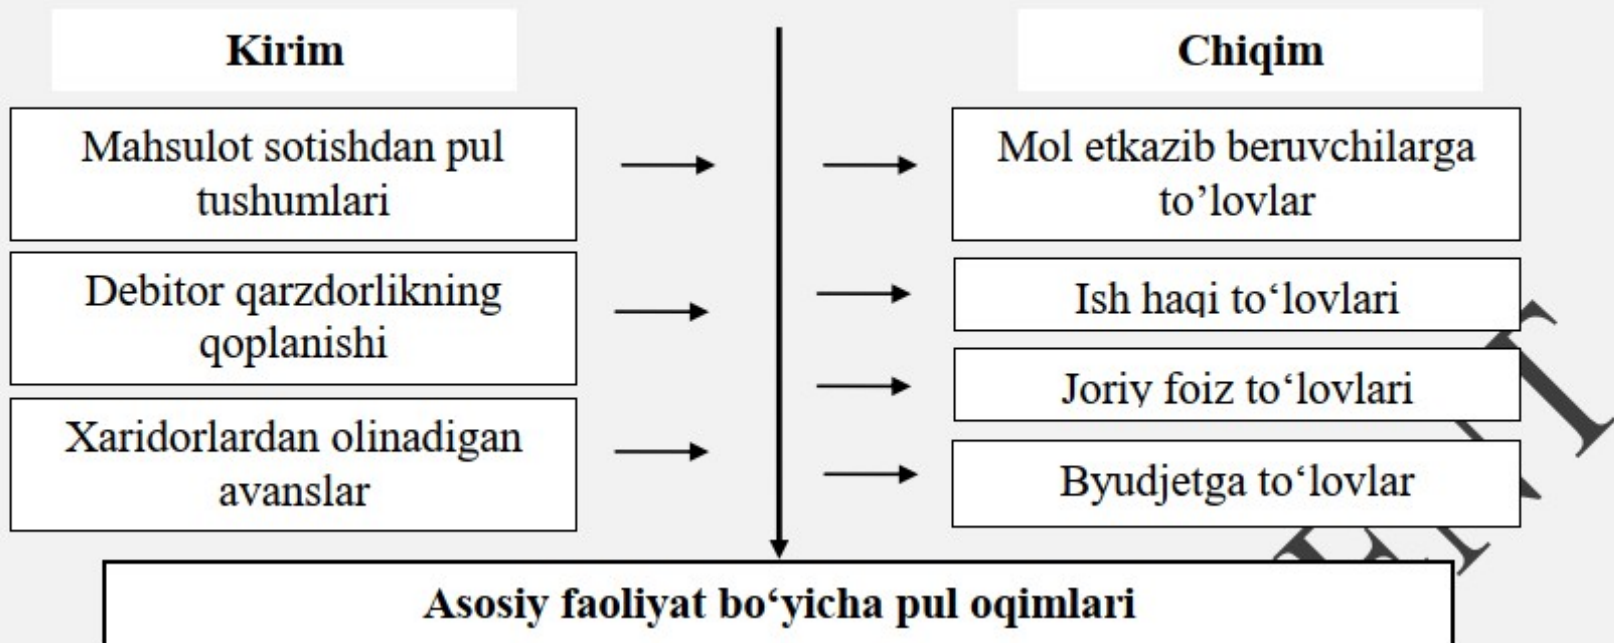 Kirim
Mahsulot sotishdan pul
tushumlari
Debitor qarzdorlikning
qoplanishi
Xaridorlardan olinadigan
avanslar
Chiqim
Mol etkazib beruvchilarga
to’lovlar
Ish haqi to‘lovlari
Joriy foiz to‘lovlari
Byudjetga to‘lovlar
Asosiy faoliyat bo‘yicha pul oqimlari